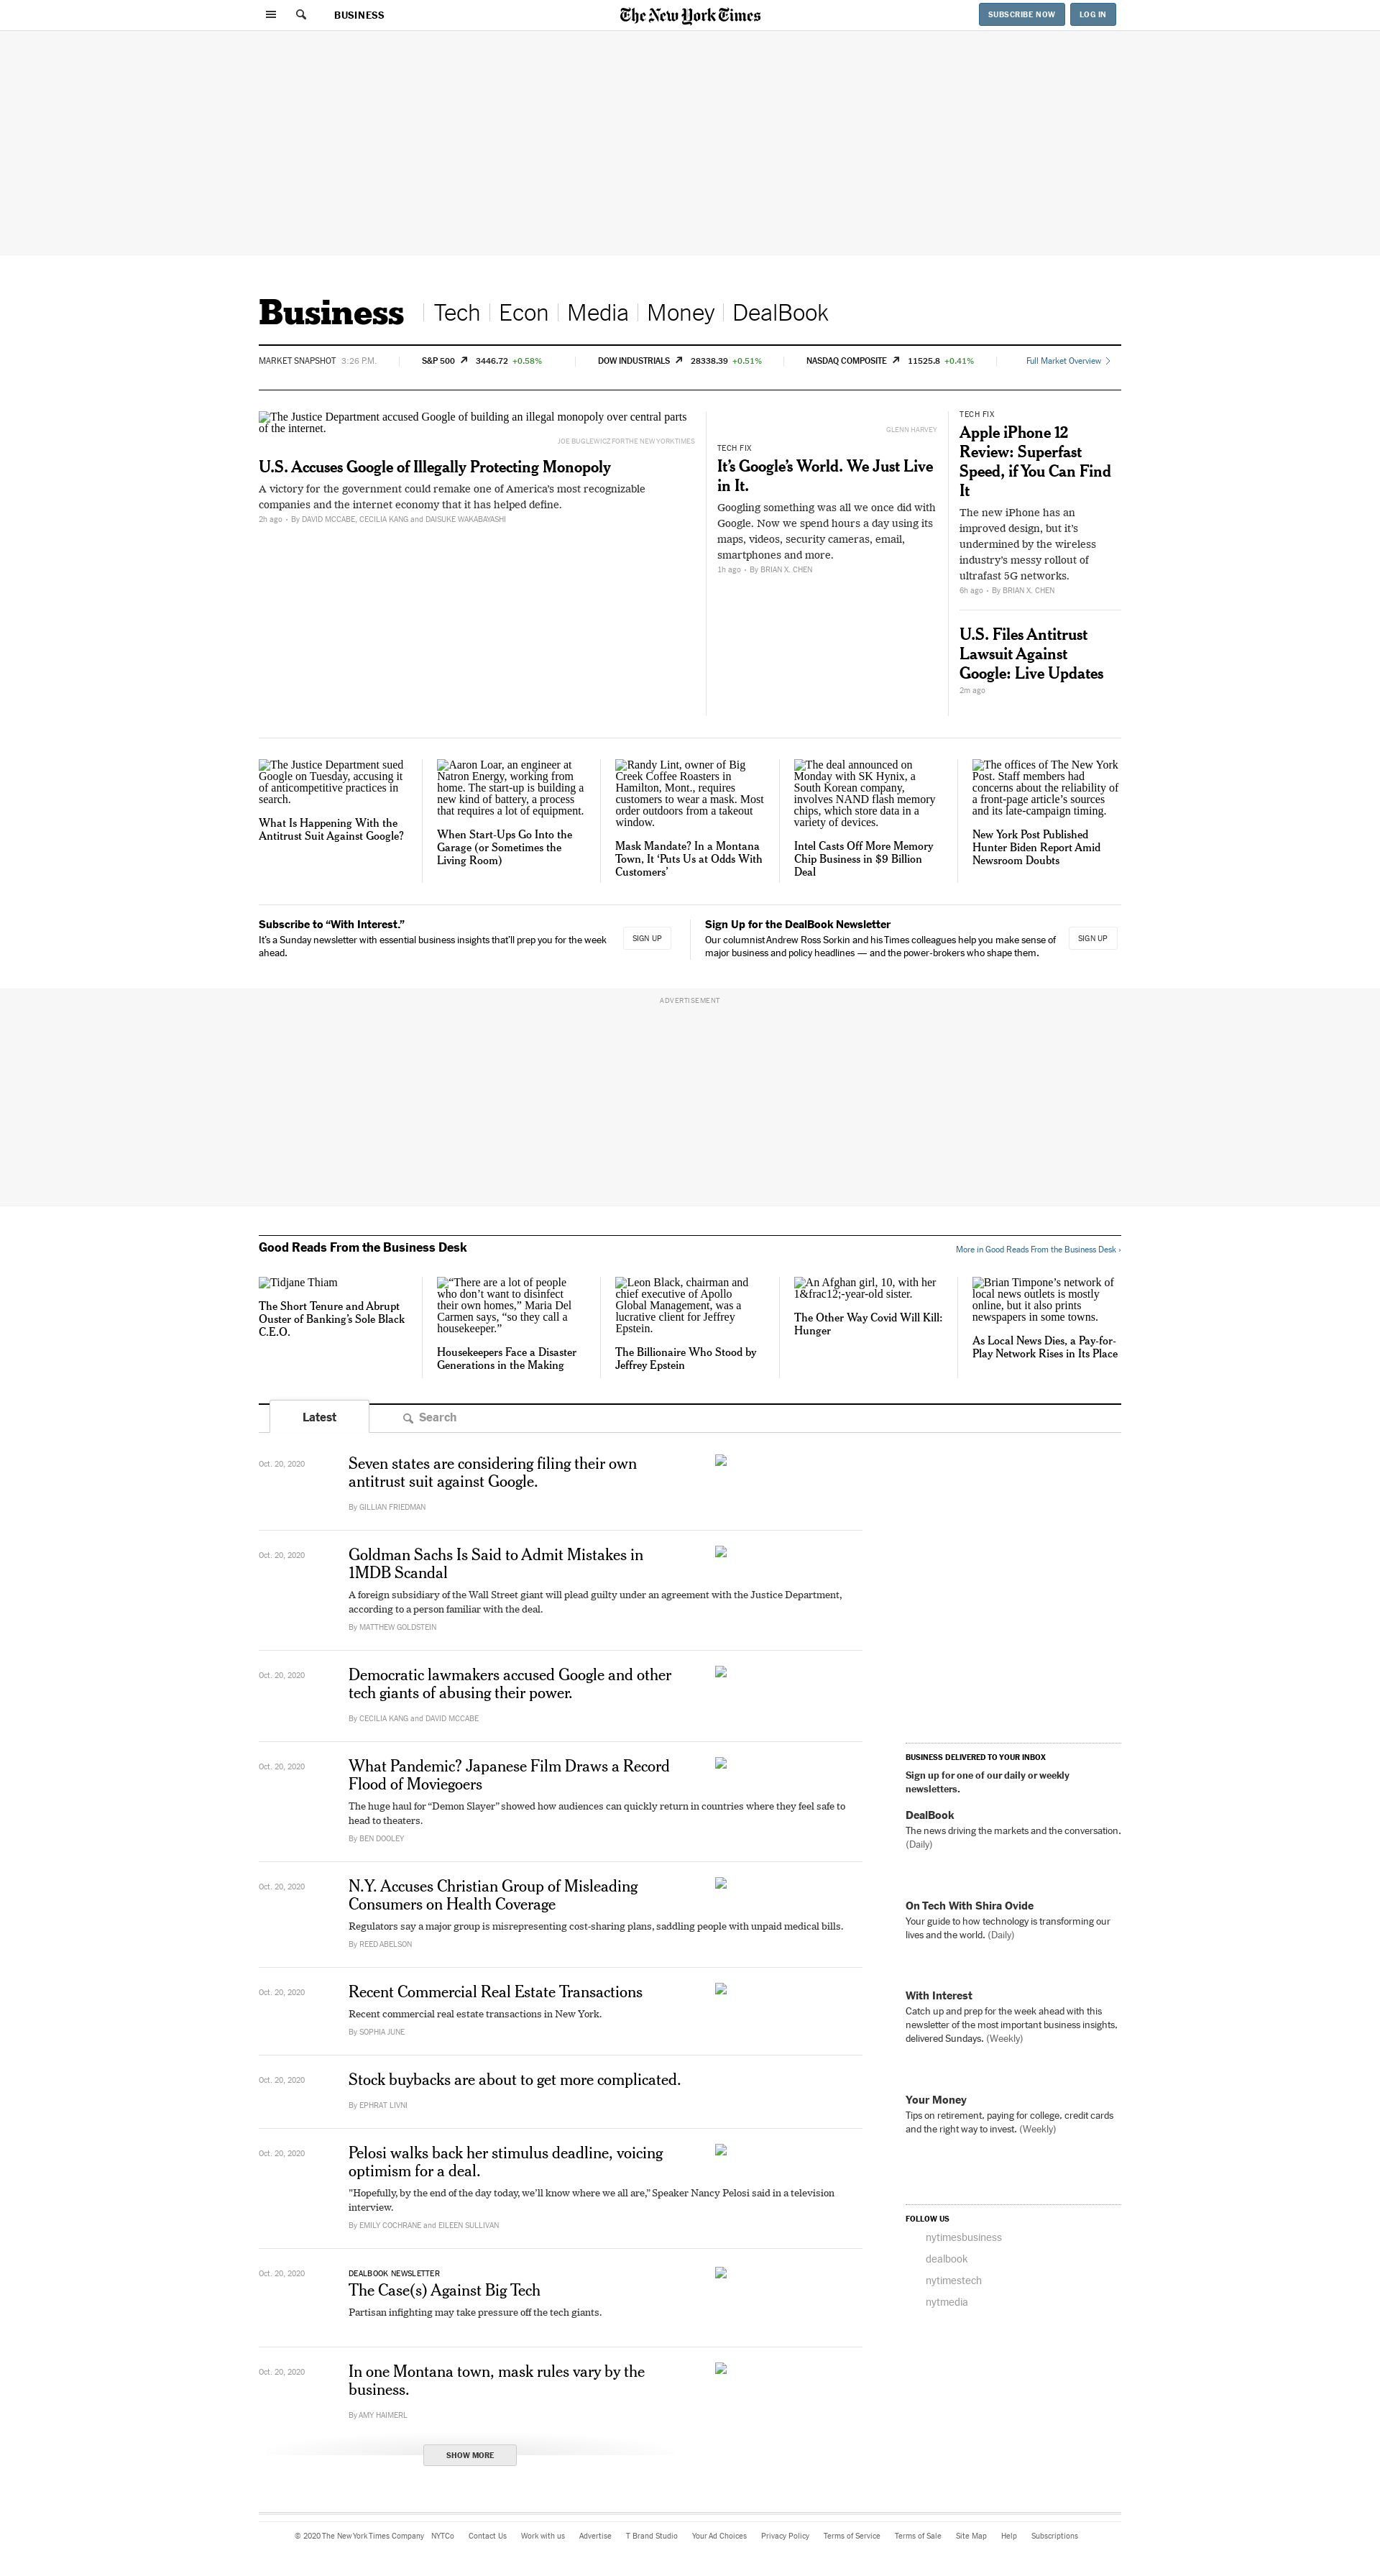 BUSINESS
The New York Times
SUBSCRIBE NOW
LOG IN
Business
Tech
Econ
Media
Money
DealBook
MARKET SNAPSHOT 3:26 P.M.
S&P 500 3446.72 +0.58%
DOW INDUSTRIALS 28338.39 +0.51%
NASDAQ COMPOSITE 11525.8 +0.41%
Full Market Overview
The Justice Department accused Google of building an illegal monopoly over central parts
of the internet.
JOE BUGLEWICZ FOR THE NEW YORK TIMES
U.S. Accuses Google of Illegally Protecting Monopoly
A victory for the government could remake one of America's most recognizable
companies and the internet economy that it has helped define.
2h ago • By DAVID MCCABE, CECILIA KANG and DAISUKE WAKABAYASHI
GLENN HARVEY
TECH FIX
It's Google's World. We Just Live
in It.
Googling something was all we once did with
Google. Now we spend hours a day using its
maps, videos, security cameras, email,
smartphones and more.
1h ago • By BRIAN X. CHEN
TECH FIX
Apple iPhone 12
Review: Superfast
Speed, if You Can Find
It
The new iPhone has an
improved design, but it's
undermined by the wireless
industry's messy rollout of
ultrafast 5G networks.
6h ago • By BRIAN X. CHEN
U.S. Files Antitrust
Lawsuit Against
Google: Live Updates
2m ago
The Justice Department sued
Google on Tuesday, accusing it
of anticompetitive practices in
search.
What Is Happening With the
Antitrust Suit Against Google?
Aaron Loar, an engineer at
Natron Energy, working from
home. The start-up is building a
new kind of battery, a process
that requires a lot of equipment.
When Start-Ups Go Into the
Garage (or Sometimes the
Living Room)
Randy Lint, owner of Big
Creek Coffee Roasters in
Hamilton, Mont., requires
customers to wear a mask. Most
order outdoors from a takeout
window.
Mask Mandate? In a Montana
Town, It ‘Puts Us at Odds With
Customers’
The deal announced on
Monday with SK Hynix, a
South Korean company,
involves NAND flash memory
chips, which store data in a
variety of devices.
Intel Casts Off More Memory
Chip Business in $9 Billion
Deal
The offices of The New York
Post. Staff members had
concerns about the reliability of
a front-page article’s sources
and its late-campaign timing.
New York Post Published
Hunter Biden Report Amid
Newsroom Doubts
Subscribe to “With Interest.”
It’s a Sunday newsletter with essential business insights that’ll prep you for the week
ahead.
SIGN UP
Sign Up for the DealBook Newsletter
Our columnist Andrew Ross Sorkin and his Times colleagues help you make sense of
major business and policy headlines — and the power-brokers who shape them.
SIGN UP
ADVERTISEMENT
Good Reads From the Business Desk
More in Good Reads From the Business Desk ›
Tidjane Thiam
The Short Tenure and Abrupt
Ouster of Banking’s Sole Black
C.E.O.
“There are a lot of people
who don’t want to disinfect
their own homes,” Maria Del
Carmen says, “so they call a
housekeeper.”
Housekeepers Face a Disaster
Generations in the Making
Leon Black, chairman and
chief executive of Apollo
Global Management, was a
lucrative client for Jeffrey
Epstein.
The Billionaire Who Stood by
Jeffrey Epstein
An Afghan girl, 10, with her
1&frac12;-year-old sister.
The Other Way Covid Will Kill:
Hunger
Brian Timpone’s network of
local news outlets is mostly
online, but it also prints
newspapers in some towns.
As Local News Dies, a Pay-for-
Play Network Rises in Its Place
Latest
Search
Oct. 20, 2020
Seven states are considering filing their own
antitrust suit against Google.
By GILLIAN FRIEDMAN
Oct. 20, 2020
Goldman Sachs Is Said to Admit Mistakes in
1MDB Scandal
A foreign subsidiary of the Wall Street giant will plead guilty under an agreement with the Justice Department,
according to a person familiar with the deal.
By MATTHEW GOLDSTEIN
Oct. 20, 2020
Democratic lawmakers accused Google and other
tech giants of abusing their power.
By CECILIA KANG and DAVID MCCABE
Oct. 20, 2020
What Pandemic? Japanese Film Draws a Record
Flood of Moviegoers
The huge haul for “Demon Slayer” showed how audiences can quickly return in countries where they feel safe to
head to theaters.
By BEN DOOLEY
Oct. 20, 2020
N.Y. Accuses Christian Group of Misleading
Consumers on Health Coverage
Regulators say a major group is misrepresenting cost-sharing plans, saddling people with unpaid medical bills.
By REED ABELSON
Oct. 20, 2020
Recent Commercial Real Estate Transactions
Recent commercial real estate transactions in New York.
By SOPHIA JUNE
Oct. 20, 2020
Stock buybacks are about to get more complicated.
By EPHRAT LIVNI
Oct. 20, 2020
Pelosi walks back her stimulus deadline, voicing
optimism for a deal.
"Hopefully, by the end of the day today, we’ll know where we all are," Speaker Nancy Pelosi said in a television
interview.
By EMILY COCHRANE and EILEEN SULLIVAN
Oct. 20, 2020
DEALBOOK NEWSLETTER
The Case(s) Against Big Tech
Partisan infighting may take pressure off the tech giants.
Oct. 20, 2020
In one Montana town, mask rules vary by the
business.
By AMY HAIMERL
SHOW MORE
BUSINESS DELIVERED TO YOUR INBOX
Sign up for one of our daily or weekly
newsletters.
DealBook
The news driving the markets and the conversation.
(Daily)
On Tech With Shira Ovide
Your guide to how technology is transforming our
lives and the world. (Daily)
With Interest
Catch up and prep for the week ahead with this
newsletter of the most important business insights,
delivered Sundays. (Weekly)
Your Money
Tips on retirement, paying for college, credit cards
and the right way to invest. (Weekly)
FOLLOW US
nytimesbusiness
dealbook
nytimestech
nytmedia
© 2020 The New York Times Company NYTCo Contact Us Work with us Advertise T Brand Studio Your Ad Choices Privacy Policy Terms of Service Terms of Sale Site Map Help Subscriptions